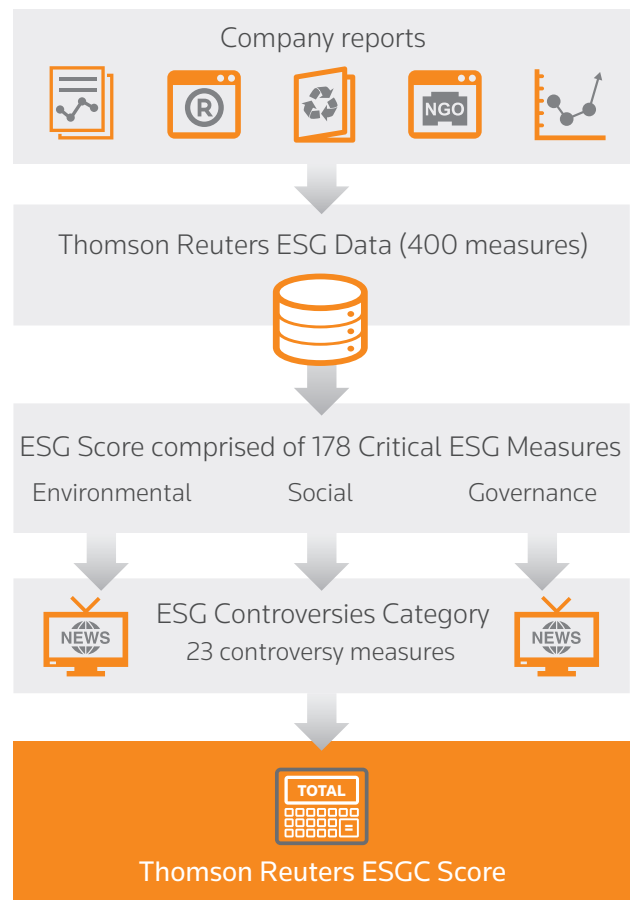 Company reports
R
NGO
Thomson Reuters ESG Data (400 measures)
ESG Score comprised of 178 Critical ESG Measures
Environmental Social Governance
ESG Controversies Category
NEWS NEWS
23 controversy measures
TOTAL
=
Thomson Reuters ESGC Score